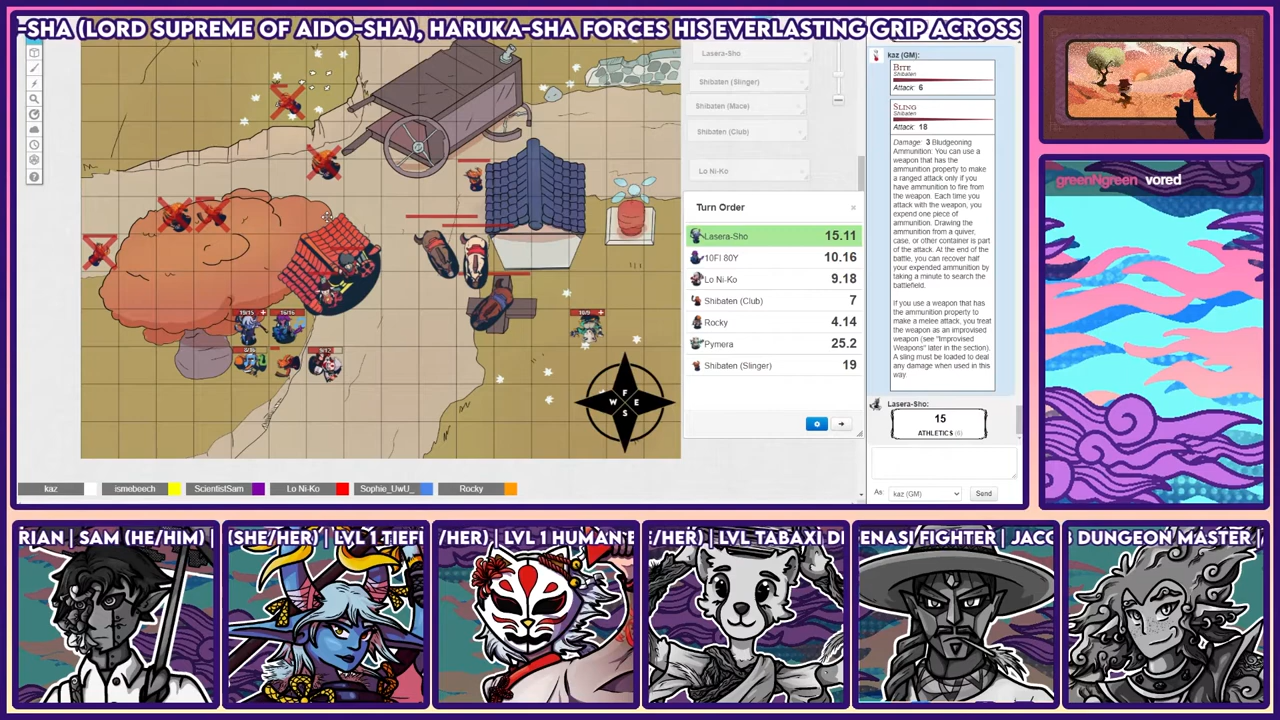 -SHA (LORD SUPREME OF AIDO-SHA), HARUKA-SHA FORCES HIS EVERLASTING GRIP ACROSS
Lasera-Sho
Shibaten (Slinger)
Shibaten (Mace)
Shibaten (Club)
Lo Ni-Ko
Turn Order
Lasera-Sho 15.11
10FI 80Y 10.16
Lo Ni-Ko 9.18
Shibaten (Club) 7
Rocky 4.14
Pymera 25.2
Shibaten (Slinger) 19
kaz (GM):
BITE
Shibaten
Attack: 6
SLING
Shibaten
Attack: 18
Damage: 3 Bludgeoning
Ammunition: You can use a
weapon that has the
ammunition property to make
a ranged attack only if you
have ammunition to fire from
the weapon. Each time you
attack with the weapon, you
expend one piece of
ammunition. Drawing the
ammunition from a quiver,
case, or other container is part
of the attack. At the end of the
battle, you can recover half
your expended ammunition by
taking a minute to search the
battlefield.
If you use a weapon that has
the ammunition property to
make a melee attack, you treat
the weapon as an improvised
weapon (see "Improvised
Weapons" later in the section).
A sling must be loaded to deal
any damage when used in this
way.
Lasera-Sho:
15
ATHLETICS (6)
As: kaz (GM) Send
greenNgreen vored
F
W E
S
kaz
ismebeech
ScientistSam
Lo Ni-Ko
Sophie_UwU_
Rocky
RIAN | SAM (HE/HIM) |
(SHE/HER) | LVL 1 TIEFL
/HER) | LVL 1 HUMAN
E/HER) | LVL TABAXI
ENASI FIGHTER | JACO
DUNGEON MASTER |